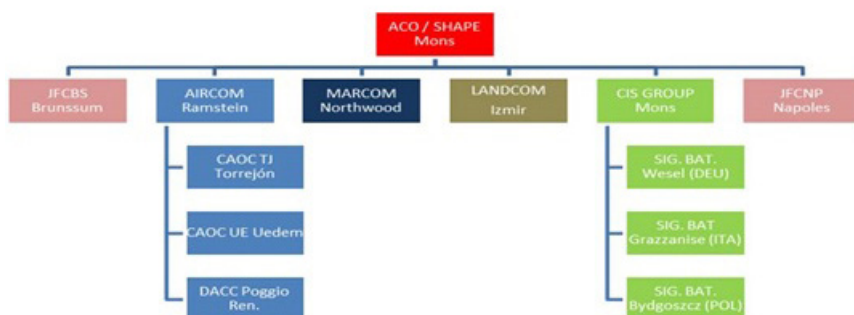 ACO / SHAPE
Mons
JFCBS
Brunssum
AIRCOM
Ramstein
MARCOM
Northwood
LANDCOM
Izmir
CIS GROUP
Mons
JFCNP
Napoles
CAOC TJ
Torrejón
CAOC UE Uedem
DACC Poggio
Ren.
SIG. BAT.
Wesel (DEU)
SIG. BAT
Grazzanise (ITA)
SIG. BAT.
Bydgoszcz (POL)